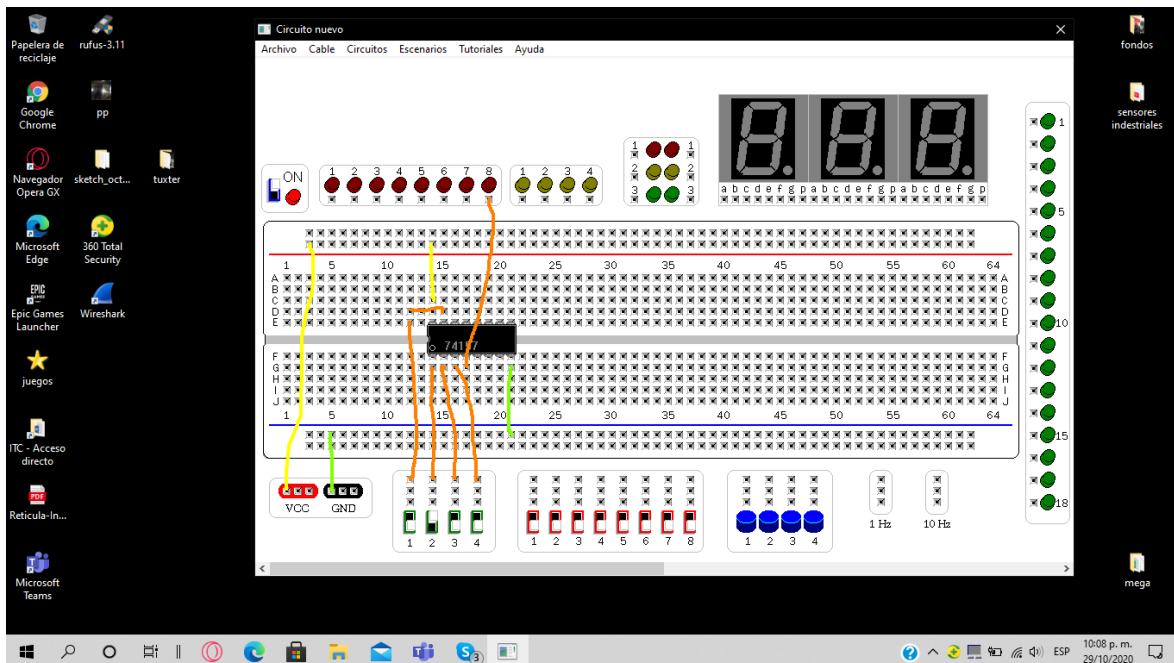 Circuito nuevo
Archivo Cable Circuitos Escenarios Tutoriales Ayuda
Papelera de reciclaje
rufus-3.11
Google Chrome
pp
Navegador Opera GX
sketch_oct...
tuxter
Microsoft Edge
360 Total Security
EPIC GAMES
Epic Games Launcher
Wireshark
juegos
ITC - Acceso directo
PDF
Reticula-In...
Microsoft Teams
fondos
sensores indestriales
mega
ON
1 2 3 4 5 6 7 8
1 2 3 4
1 1
2 2
3 3
a b c d e f g p a b c d e f g p a b c d e f g p
1
5
10
15
18
1 5 10 15 20 25 30 35 40 45 50 55 60 64
A A
B B
C C
D D
E E
74157
F F
G G
H H
I I
J J
1 5 10 15 20 25 30 35 40 45 50 55 60 64
VCC GND
1 2 3 4
1 2 3 4 5 6 7 8
1 2 3 4
1 Hz 10 Hz
3
ESP
10:08 p. m.
29/10/2020